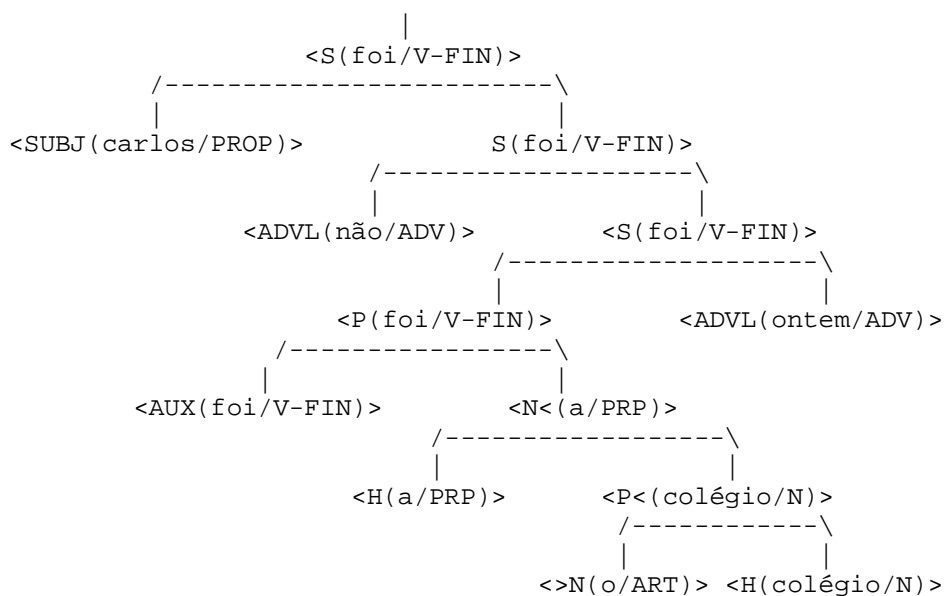 |
<S(foi/V-FIN)>
/-------------------------\
| |
<SUBJ(carlos/PROP)> S(foi/V-FIN)>
/--------------------\
| |
<ADVL(não/ADV)> <S(foi/V-FIN)>
/--------------------\
| |
<P(foi/V-FIN)> <ADVL(ontem/ADV)>
/-----------------\
| |
<AUX(foi/V-FIN)> <N<(a/PRP)>
/------------------\
| |
<H(a/PRP)> <P<(colégio/N)>
/------------\
| |
<>N(o/ART)> <H(colégio/N)>